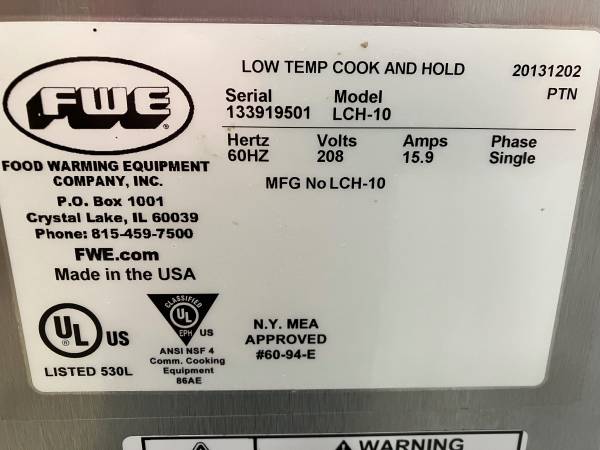 FWE
FOOD WARMING EQUIPMENT
COMPANY, INC.
P.O. Box 1001
Crystal Lake, IL 60039
Phone: 815-459-7500
FWE.com
Made in the USA
LOW TEMP COOK AND HOLD 20131202
PTN
Serial Model
133919501 LCH-10
Hertz Volts Amps Phase
60HZ 208 15.9 Single
MFG No LCH-10
UL US
LISTED 530L
CLASSIFIED
UL
EPH US
ANSI NSF 4
Comm. Cooking
Equipment
86AE
N.Y. MEA
APPROVED
#60-94-E
WARNING